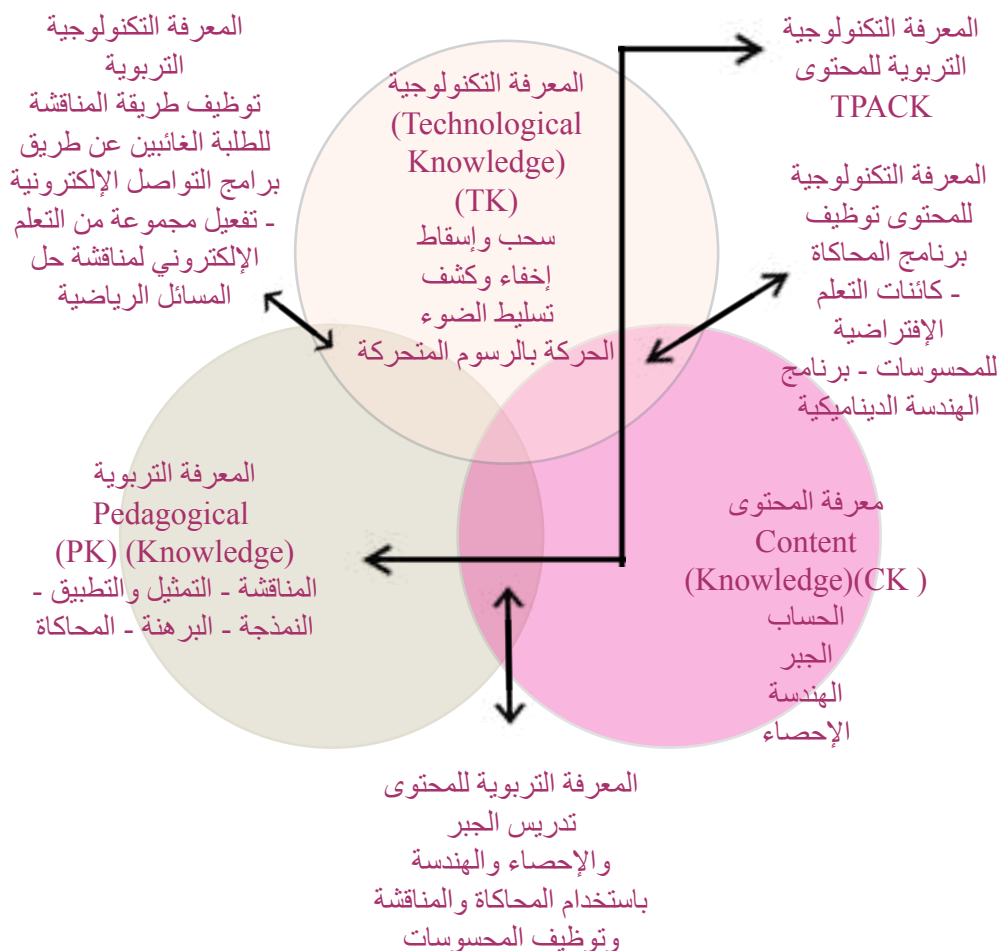 المعرفة التكنولوجية
التربوية
توظيف طريقة المناقشة
للطلبة الغائبين عن طريق
برامج التواصل الإلكترونية
- تفعيل مجموعة من التعلم
الإلكتروني لمناقشة حل
المسائل الرياضية
المعرفة التكنولوجية
(Technological
Knowledge)
(TK)
سحب وإسقاط
إخفاء وكشف
تسليط الضوء
الحركة بالرسوم المتحركة
المعرفة التكنولوجية
التربوية للمحتوى
TPACK
المعرفة التكنولوجية
للمحتوى توظيف
برنامج المحاكاة
- كائنات التعلم
الإفتراضية
للمحسوسات - برنامج
الهندسة الديناميكية
المعرفة التربوية
Pedagogical
(PK) (Knowledge)
المناقشة - التمثيل والتطبيق -
النمذجة - البرهنة - المحاكاة
معرفة المحتوى
Content
(Knowledge)(CK )
الحساب
الجبر
الهندسة
الإحصاء
المعرفة التربوية للمحتوى
تدريس الجبر
والإحصاء والهندسة
باستخدام المحاكاة والمناقشة
وتوظيف المحسوسات